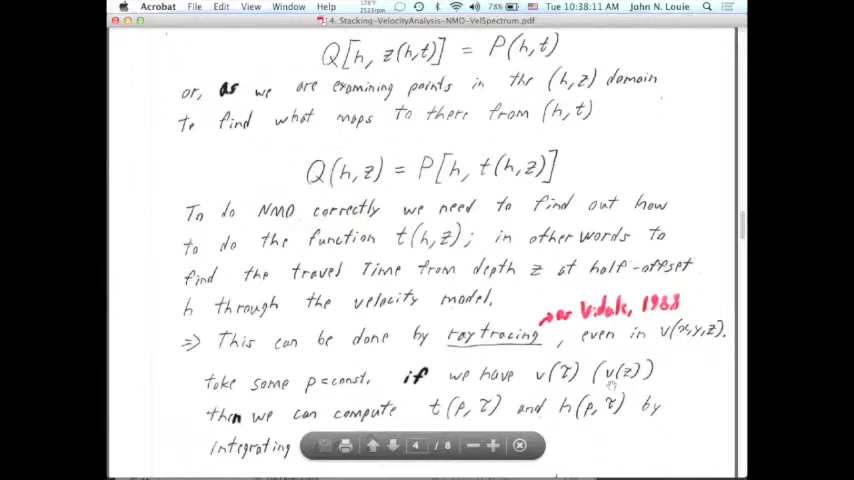 Acrobat File Edit View Window Help 178°F 2523rpm 78% Tue 10:38:11 AM John N. Louie
4. Stacking-VelocityAnalysis-NMO-VelSpectrum.pdf
Q[h, z(h,t)] = P(h,t)
or, as we are examining points in the (h,z) domain
to find what maps to there from (h,t)
Q(h,z) = P[h, t(h,z)]
To do NMO correctly we need to find out how
to do the function t(h,z); in other words to
find the travel time from depth z at half-offset
h through the velocity model.
→ or Vidale, 1988
⇒ This can be done by raytracing, even in v(x,y,z).
take some p=const. if we have v(τ) (v(z))
then we can compute t(p,τ) and h(p,τ) by
integrating
4 / 8